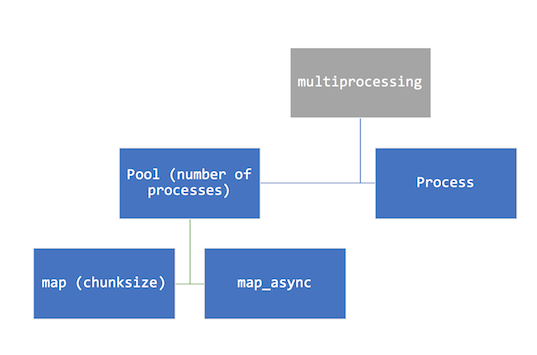 multiprocessing
Pool (number of
processes)
Process
map (chunksize)
map_async